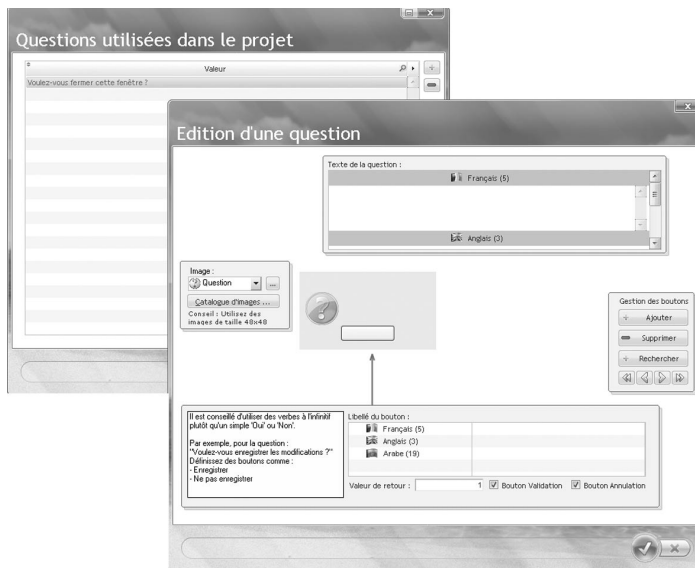 Questions utilisées dans le projet
Valeur
Voulez-vous fermer cette fenêtre ?
Edition d'une question
Texte de la question :
Français (5)
Anglais (3)
Image :
Question
...
Catalogue d'images ...
Conseil : Utilisez des
images de taille 48x48
Gestion des boutons
Ajouter
Supprimer
Rechercher
Il est conseillé d'utiliser des verbes à l'infinitif
plutôt qu'un simple 'Oui' ou 'Non'.
Par exemple, pour la question :
"Voulez-vous enregistrer les modifications ?"
Définissez des boutons comme :
- Enregistrer
- Ne pas enregistrer
Libellé du bouton :
Français (5)
Anglais (3)
Arabe (19)
Valeur de retour : 1 Bouton Validation Bouton Annulation